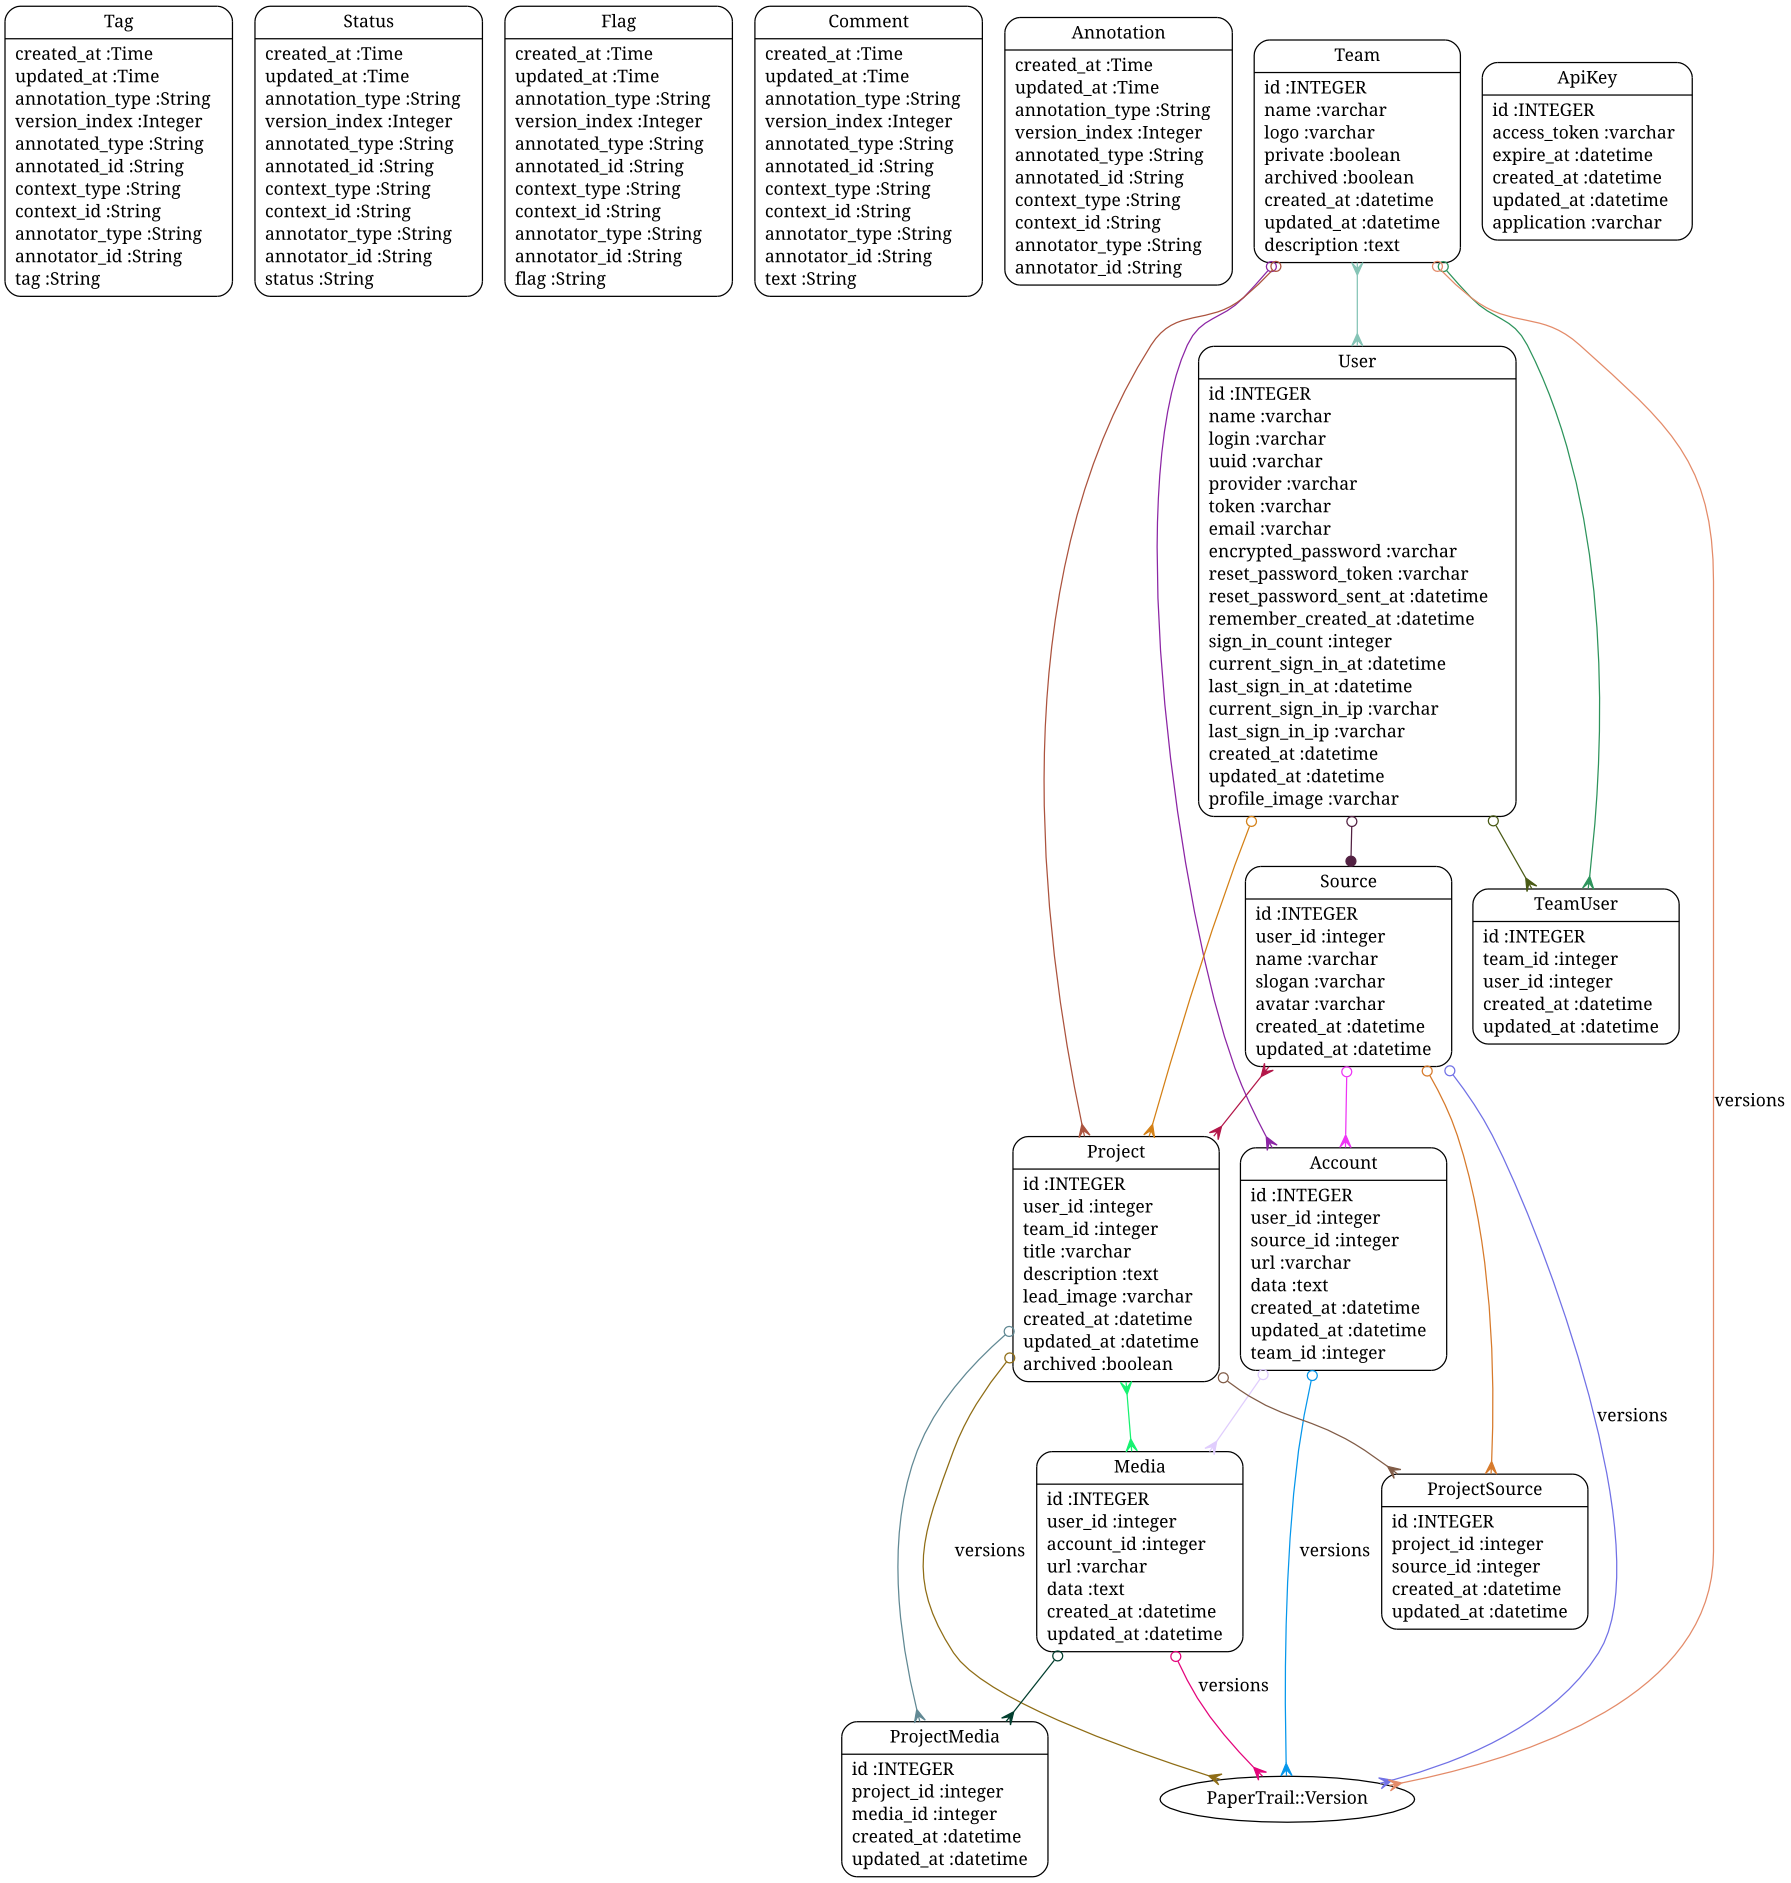 Tag
created_at :Time
updated_at :Time
annotation_type :String
version_index :Integer
annotated_type :String
annotated_id :String
context_type :String
context_id :String
annotator_type :String
annotator_id :String
tag :String
Status
created_at :Time
updated_at :Time
annotation_type :String
version_index :Integer
annotated_type :String
annotated_id :String
context_type :String
context_id :String
annotator_type :String
annotator_id :String
status :String
Flag
created_at :Time
updated_at :Time
annotation_type :String
version_index :Integer
annotated_type :String
annotated_id :String
context_type :String
context_id :String
annotator_type :String
annotator_id :String
flag :String
Comment
created_at :Time
updated_at :Time
annotation_type :String
version_index :Integer
annotated_type :String
annotated_id :String
context_type :String
context_id :String
annotator_type :String
annotator_id :String
text :String
Annotation
created_at :Time
updated_at :Time
annotation_type :String
version_index :Integer
annotated_type :String
annotated_id :String
context_type :String
context_id :String
annotator_type :String
annotator_id :String
Team
id :INTEGER
name :varchar
logo :varchar
private :boolean
archived :boolean
created_at :datetime
updated_at :datetime
description :text
ApiKey
id :INTEGER
access_token :varchar
expire_at :datetime
created_at :datetime
updated_at :datetime
application :varchar
User
id :INTEGER
name :varchar
login :varchar
uuid :varchar
provider :varchar
token :varchar
email :varchar
encrypted_password :varchar
reset_password_token :varchar
reset_password_sent_at :datetime
remember_created_at :datetime
sign_in_count :integer
current_sign_in_at :datetime
last_sign_in_at :datetime
current_sign_in_ip :varchar
last_sign_in_ip :varchar
created_at :datetime
updated_at :datetime
profile_image :varchar
Source
id :INTEGER
user_id :integer
name :varchar
slogan :varchar
avatar :varchar
created_at :datetime
updated_at :datetime
TeamUser
id :INTEGER
team_id :integer
user_id :integer
created_at :datetime
updated_at :datetime
versions
Project
id :INTEGER
user_id :integer
team_id :integer
title :varchar
description :text
lead_image :varchar
created_at :datetime
updated_at :datetime
archived :boolean
Account
id :INTEGER
user_id :integer
source_id :integer
url :varchar
data :text
created_at :datetime
updated_at :datetime
team_id :integer
versions
Media
id :INTEGER
user_id :integer
account_id :integer
url :varchar
data :text
created_at :datetime
updated_at :datetime
ProjectSource
id :INTEGER
project_id :integer
source_id :integer
created_at :datetime
updated_at :datetime
versions
versions
versions
ProjectMedia
id :INTEGER
project_id :integer
media_id :integer
created_at :datetime
updated_at :datetime
PaperTrail::Version